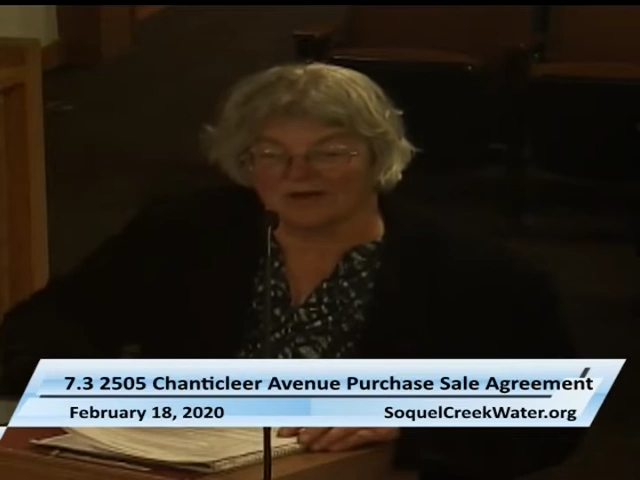 7.3 2505 Chanticleer Avenue Purchase Sale Agreement
February 18, 2020 SoquelCreekWater.org